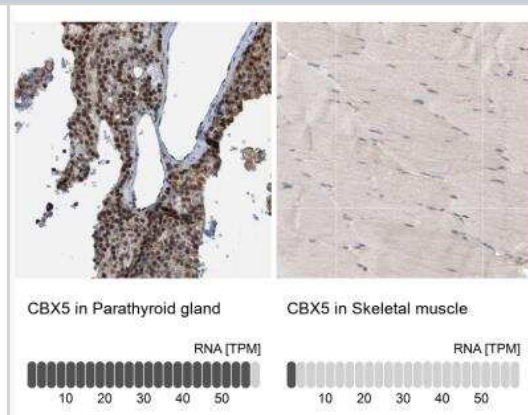 CBX5 in Parathyroid gland
RNA [TPM]
10 20 30 40 50
CBX5 in Skeletal muscle
RNA [TPM]
10 20 30 40 50